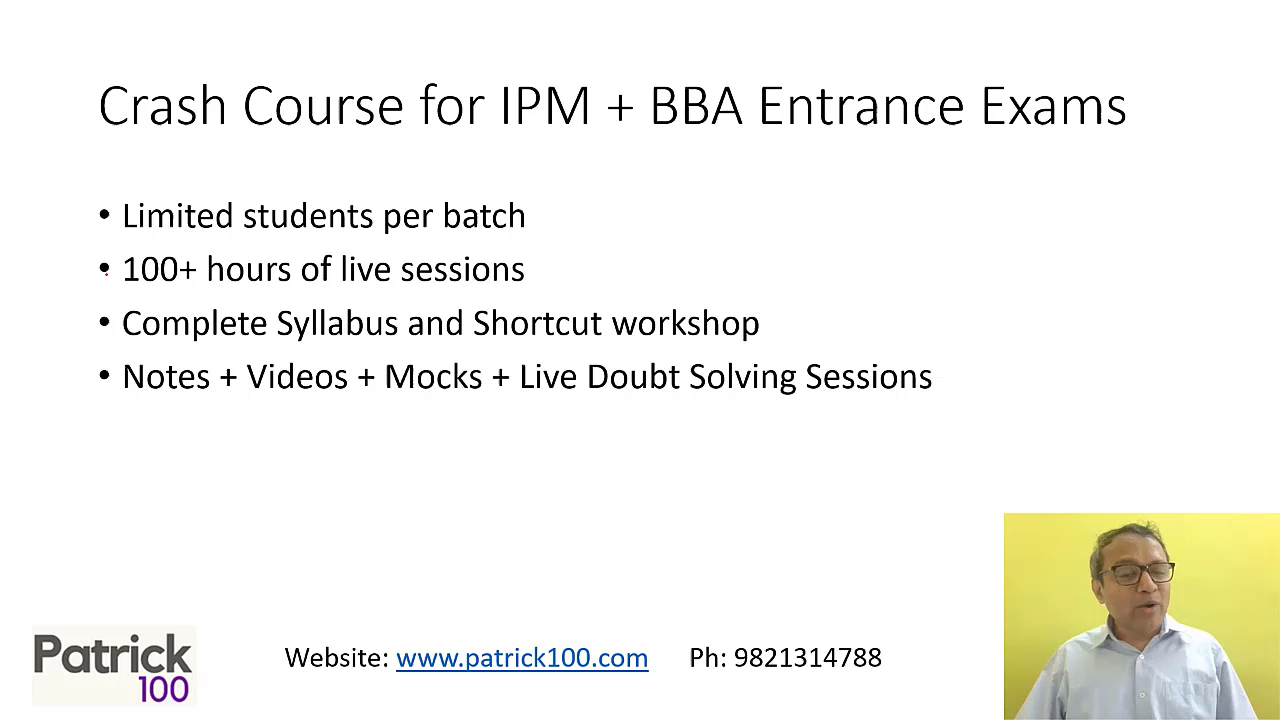 Crash Course for IPM + BBA Entrance Exams
• Limited students per batch
• 100+ hours of live sessions
• Complete Syllabus and Shortcut workshop
• Notes + Videos + Mocks + Live Doubt Solving Sessions
Patrick
100
Website: www.patrick100.com Ph: 9821314788